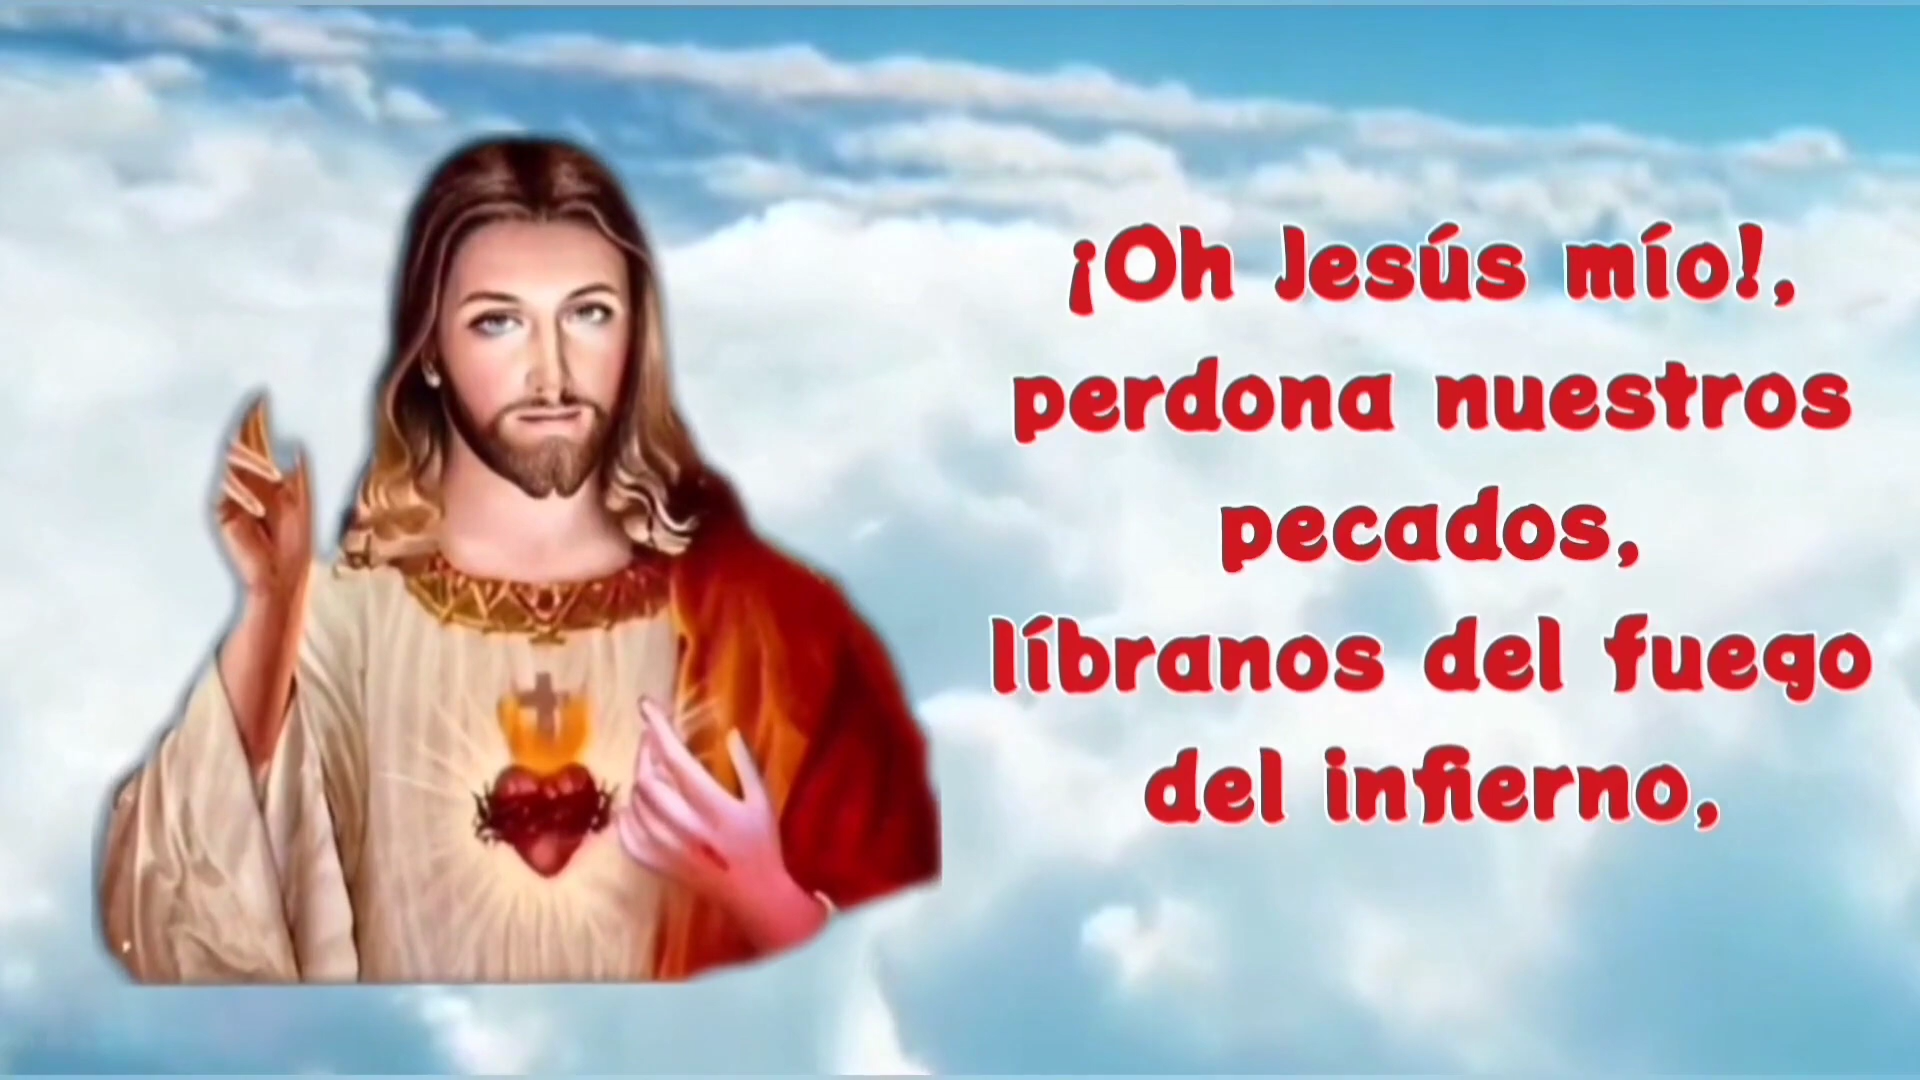 ¡Oh Jesús mío!,
perdona nuestros
pecados,
líbranos del fuego
del infierno,